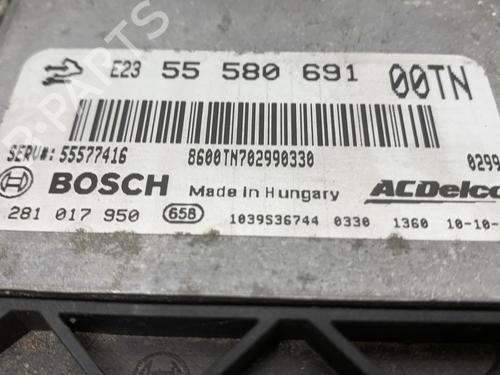 E23 55 580 691 00TN
SERV#: 55577416 8600TN702990330 0299
BOSCH Made in Hungary ACDelco
281 017 950 658 1039S36744 0330 1360 10-10-